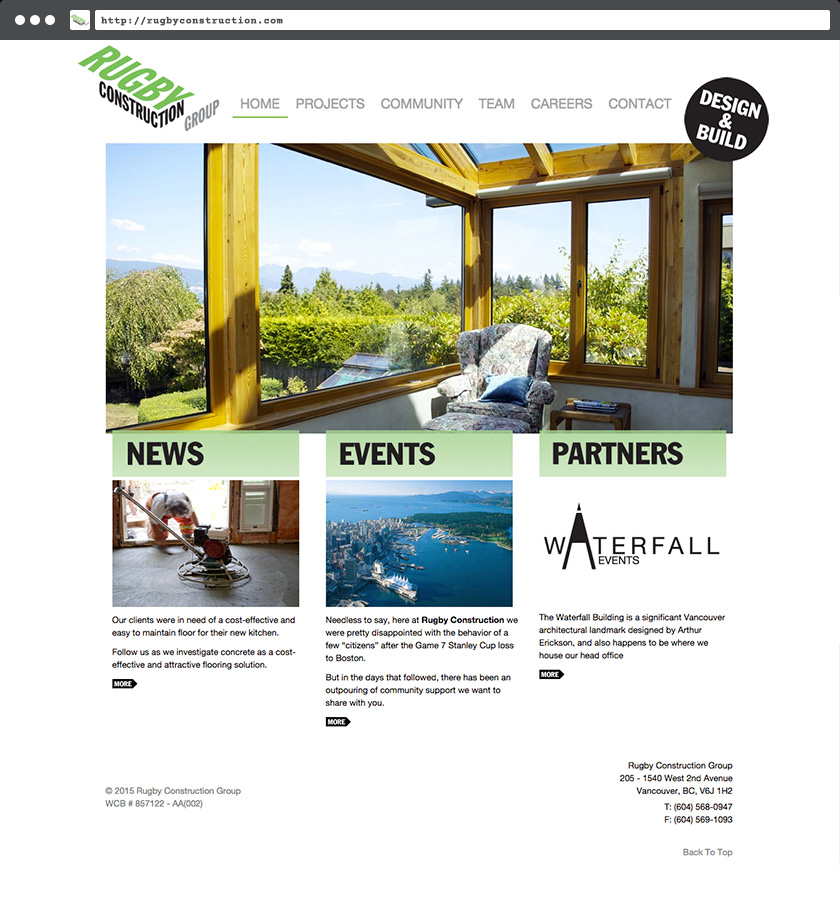 http://rugbyconstruction.com
RUGBY
CONSTRUCTION
GROUP
HOME PROJECTS COMMUNITY TEAM CAREERS CONTACT
DESIGN
&
BUILD
NEWS
Our clients were in need of a cost-effective and
easy to maintain floor for their new kitchen.
Follow us as we investigate concrete as a cost-
effective and attractive flooring solution.
MORE
EVENTS
Needless to say, here at Rugby Construction we
were pretty disappointed with the behavior of a
few “citizens” after the Game 7 Stanley Cup loss
to Boston.
But in the days that followed, there has been an
outpouring of community support we want to
share with you.
MORE
PARTNERS
WATERFALL
EVENTS
The Waterfall Building is a significant Vancouver
architectural landmark designed by Arthur
Erickson, and also happens to be where we
house our head office
MORE
© 2015 Rugby Construction Group
WCB # 857122 - AA(002)
Rugby Construction Group
205 - 1540 West 2nd Avenue
Vancouver, BC, V6J 1H2
T: (604) 568-0947
F: (604) 569-1093
Back To Top